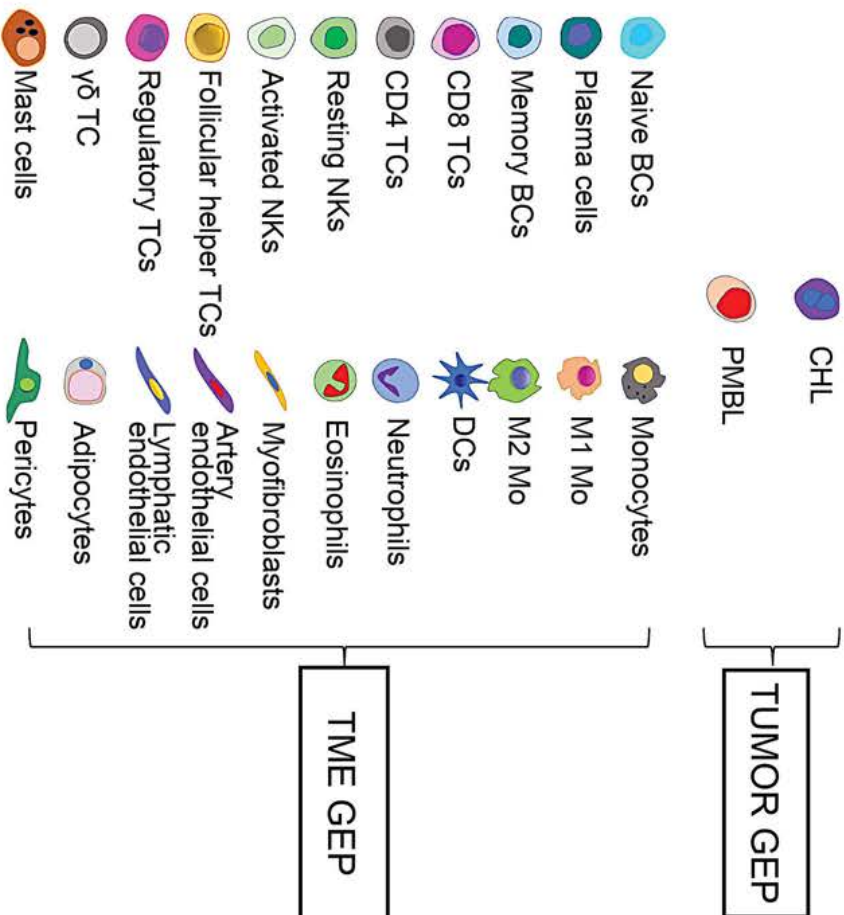 CHL
PMBL
TUMOR GEP
Naive BCs
Plasma cells
Memory BCs
CD8 TCs
CD4 TCs
Resting NKs
Activated NKs
Follicular helper TCs
Regulatory TCs
γδ TC
Mast cells
Monocytes
M1 Mo
M2 Mo
DCs
Neutrophils
Eosinophils
Myofibroblasts
Artery
endothelial cells
Lymphatic
endothelial cells
Adipocytes
Pericytes
TME GEP